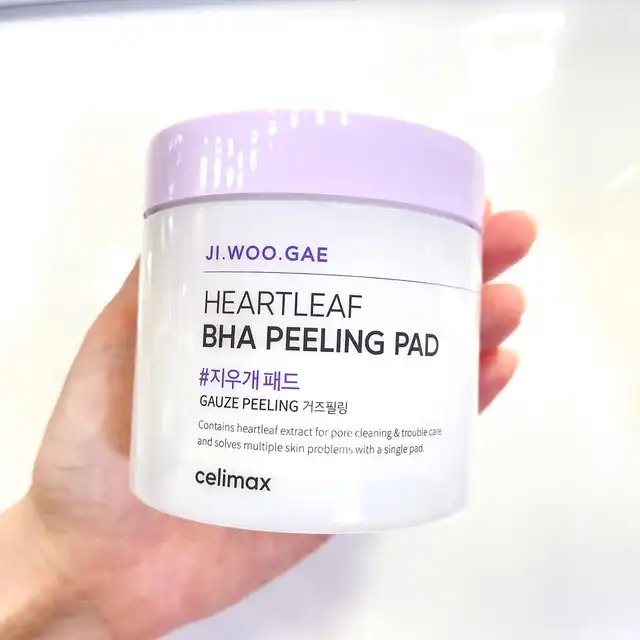 JI.WOO.GAE
HEARTLEAF
BHA PEELING PAD
#지우개 패드
GAUZE PEELING 거즈필링
Contains heartleaf extract for pore cleaning & trouble care
and solves multiple skin problems with a single pad.
celimax